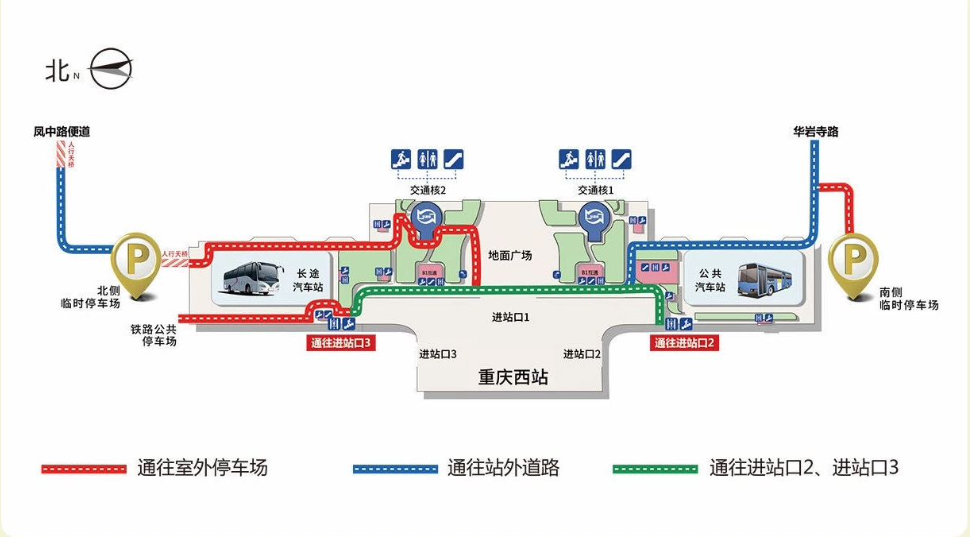 北 N
凤中路便道
人行天桥
华岩寺路
交通核2
交通核1
P
人行天桥
地面广场
P
B1互通
B1互通
长途
汽车站
公共
汽车站
北侧
临时停车场
南侧
临时停车场
铁路公共
停车场
进站口1
通往进站口3
进站口3
进站口2
通往进站口2
重庆西站
通往室外停车场
通往站外道路
通往进站口2、进站口3